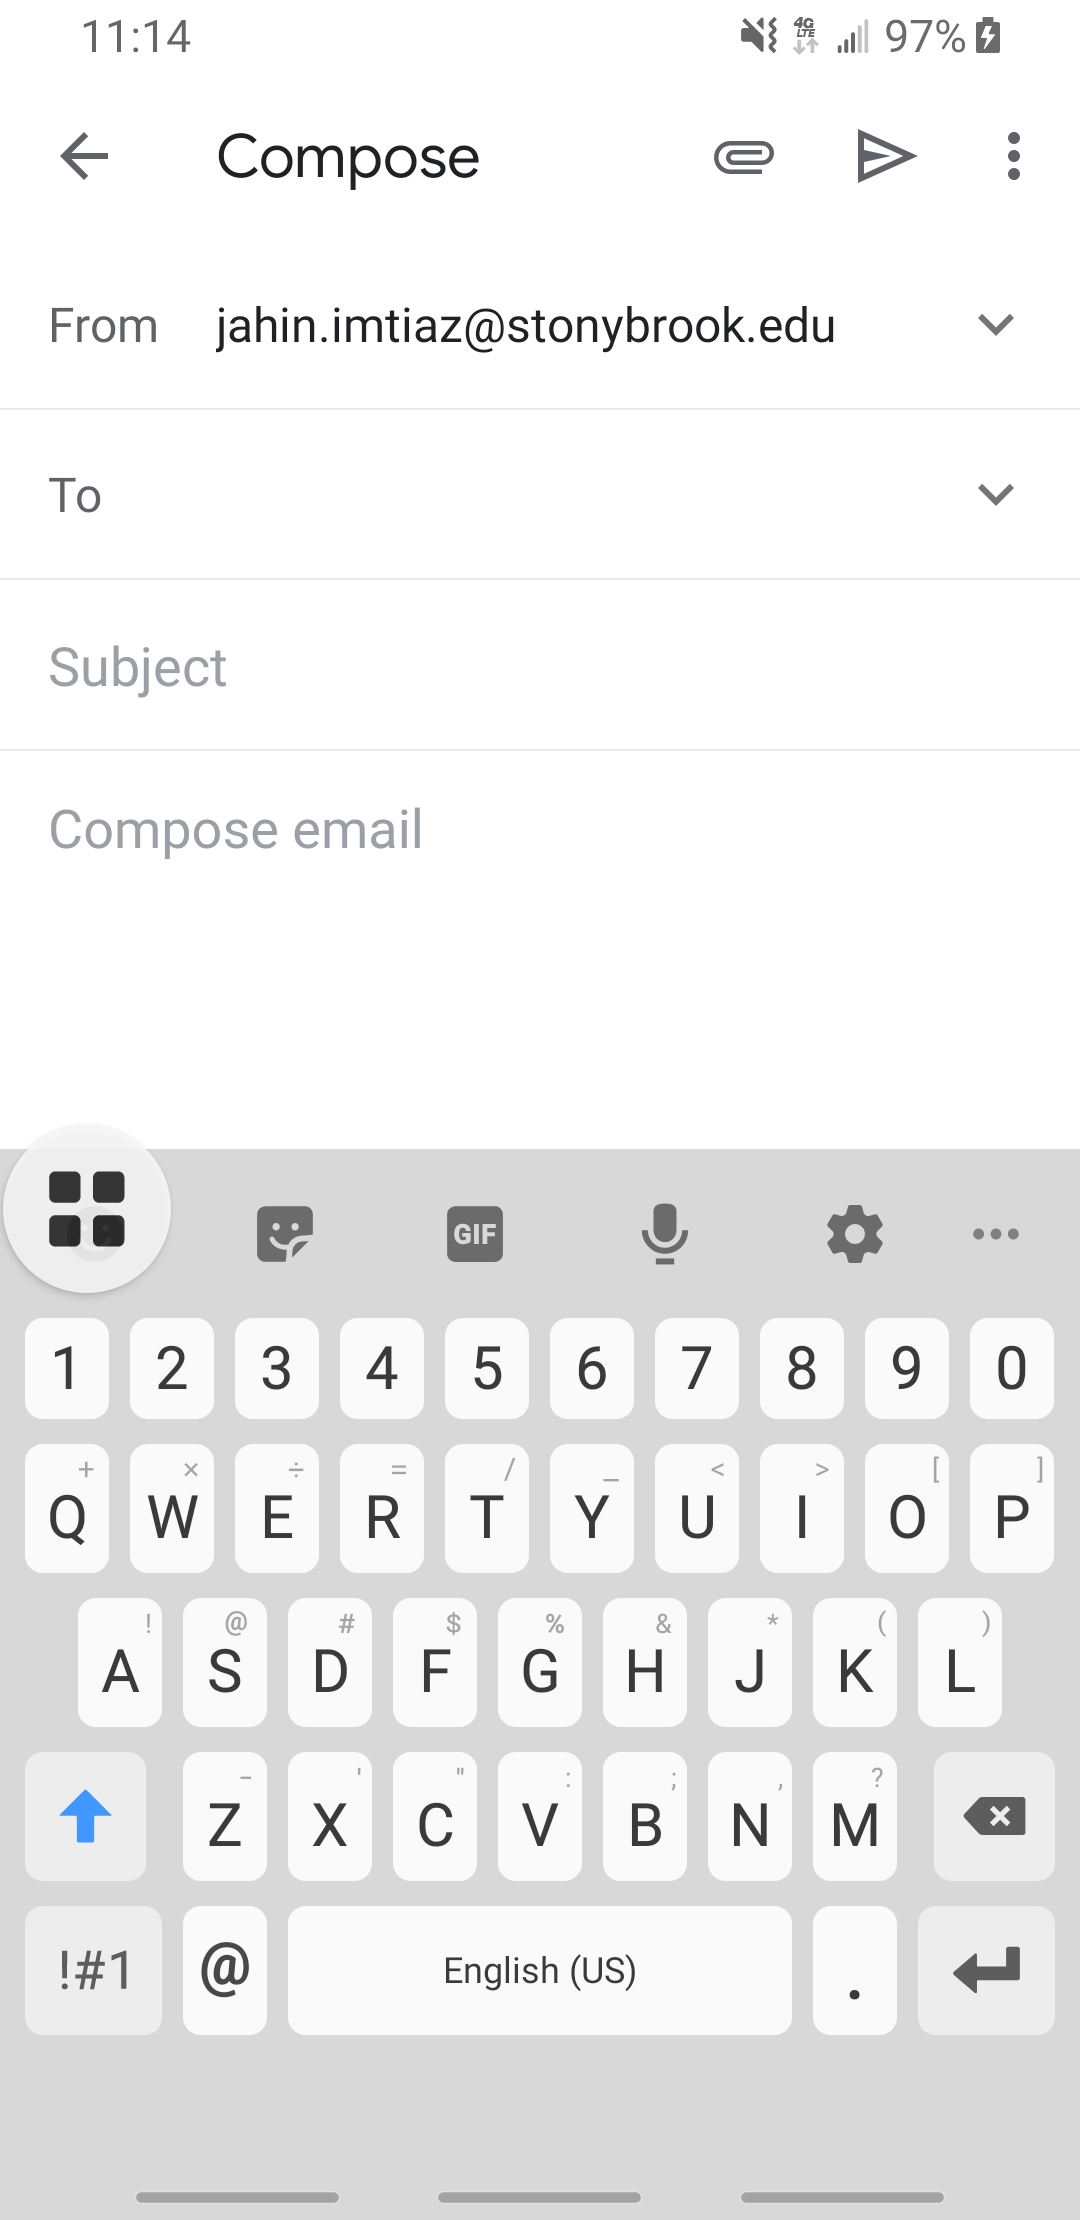 11:14 4G LTE 97%
Compose
From jahin.imtiaz@stonybrook.edu
To
Subject
Compose email
GIF
1 2 3 4 5 6 7 8 9 0
+ × ÷ = / _ < > [ ]
Q W E R T Y U I O P
! @ # $ % & * ( )
A S D F G H J K L
- ' " : ; , ?
Z X C V B N M
!#1 @ English (US) .